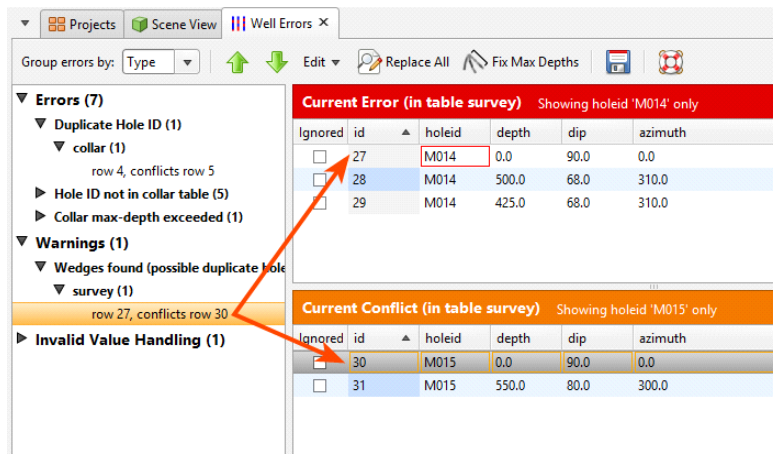 Projects Scene View Well Errors ×
Group errors by: Type Edit Replace All Fix Max Depths
Errors (7)
Duplicate Hole ID (1)
collar (1)
row 4, conflicts row 5
Hole ID not in collar table (5)
Collar max-depth exceeded (1)
Warnings (1)
Wedges found (possible duplicate hole
survey (1)
row 27, conflicts row 30
Invalid Value Handling (1)
Current Error (in table survey) Showing holeid 'M014' only
Ignored id holeid depth dip azimuth
27 M014 0.0 90.0 0.0
28 M014 500.0 68.0 310.0
29 M014 425.0 68.0 310.0
Current Conflict (in table survey) Showing holeid 'M015' only
Ignored id holeid depth dip azimuth
30 M015 0.0 90.0 0.0
31 M015 550.0 80.0 300.0